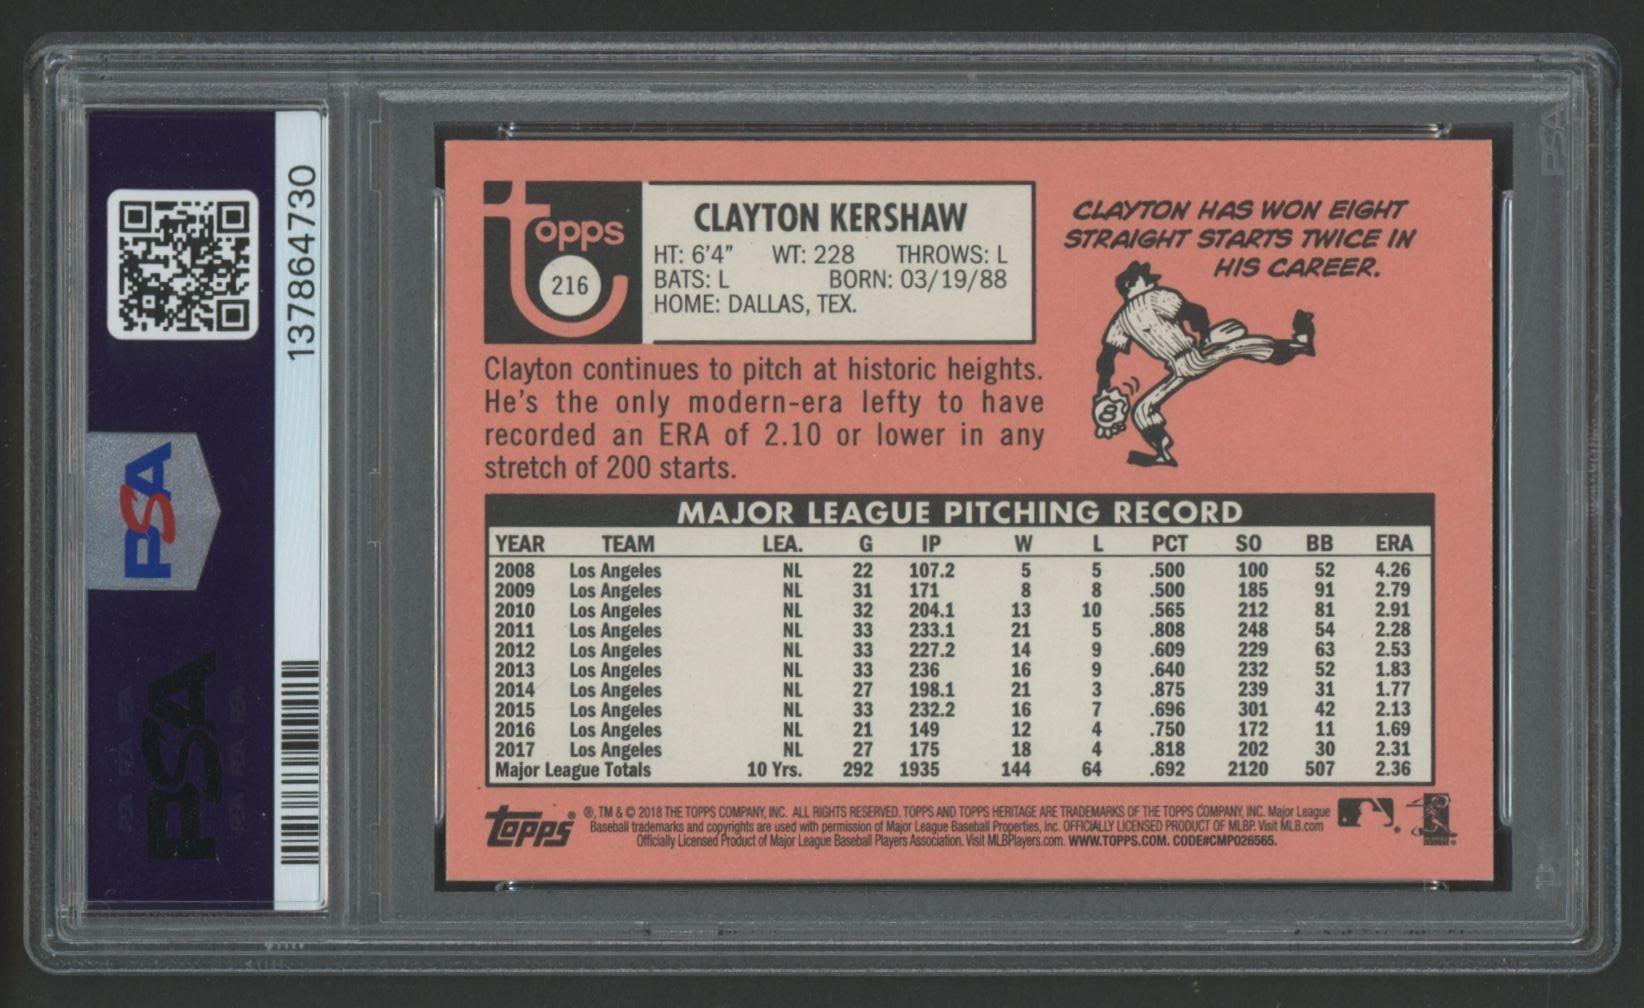 137864730
PSA
PSA
topps
216
CLAYTON KERSHAW
HT: 6'4" WT: 228 THROWS: L
BATS: L BORN: 03/19/88
HOME: DALLAS, TEX.
CLAYTON HAS WON EIGHT
STRAIGHT STARTS TWICE IN
HIS CAREER.
8
Clayton continues to pitch at historic heights.
He's the only modern-era lefty to have
recorded an ERA of 2.10 or lower in any
stretch of 200 starts.
MAJOR LEAGUE PITCHING RECORD
YEAR TEAM LEA. G IP W L PCT SO BB ERA
2008 Los Angeles NL 22 107.2 5 5 .500 100 52 4.26
2009 Los Angeles NL 31 171 8 8 .500 185 91 2.79
2010 Los Angeles NL 32 204.1 13 10 .565 212 81 2.91
2011 Los Angeles NL 33 233.1 21 5 .808 248 54 2.28
2012 Los Angeles NL 33 227.2 14 9 .609 229 63 2.53
2013 Los Angeles NL 33 236 16 9 .640 232 52 1.83
2014 Los Angeles NL 27 198.1 21 3 .875 239 31 1.77
2015 Los Angeles NL 33 232.2 16 7 .696 301 42 2.13
2016 Los Angeles NL 21 149 12 4 .750 172 11 1.69
2017 Los Angeles NL 27 175 18 4 .818 202 30 2.31
Major League Totals 10 Yrs. 292 1935 144 64 .692 2120 507 2.36
topps® ®, TM & © 2018 THE TOPPS COMPANY, INC. ALL RIGHTS RESERVED. TOPPS AND TOPPS HERITAGE ARE TRADEMARKS OF THE TOPPS COMPANY, INC. Major League
Baseball trademarks and copyrights are used with permission of Major League Baseball Properties, Inc. OFFICIALLY LICENSED PRODUCT OF MLBP. Visit MLB.com
Officially Licensed Product of Major League Baseball Players Association. Visit MLBPlayers.com. WWW.TOPPS.COM. CODE#CMP026565.
PSA